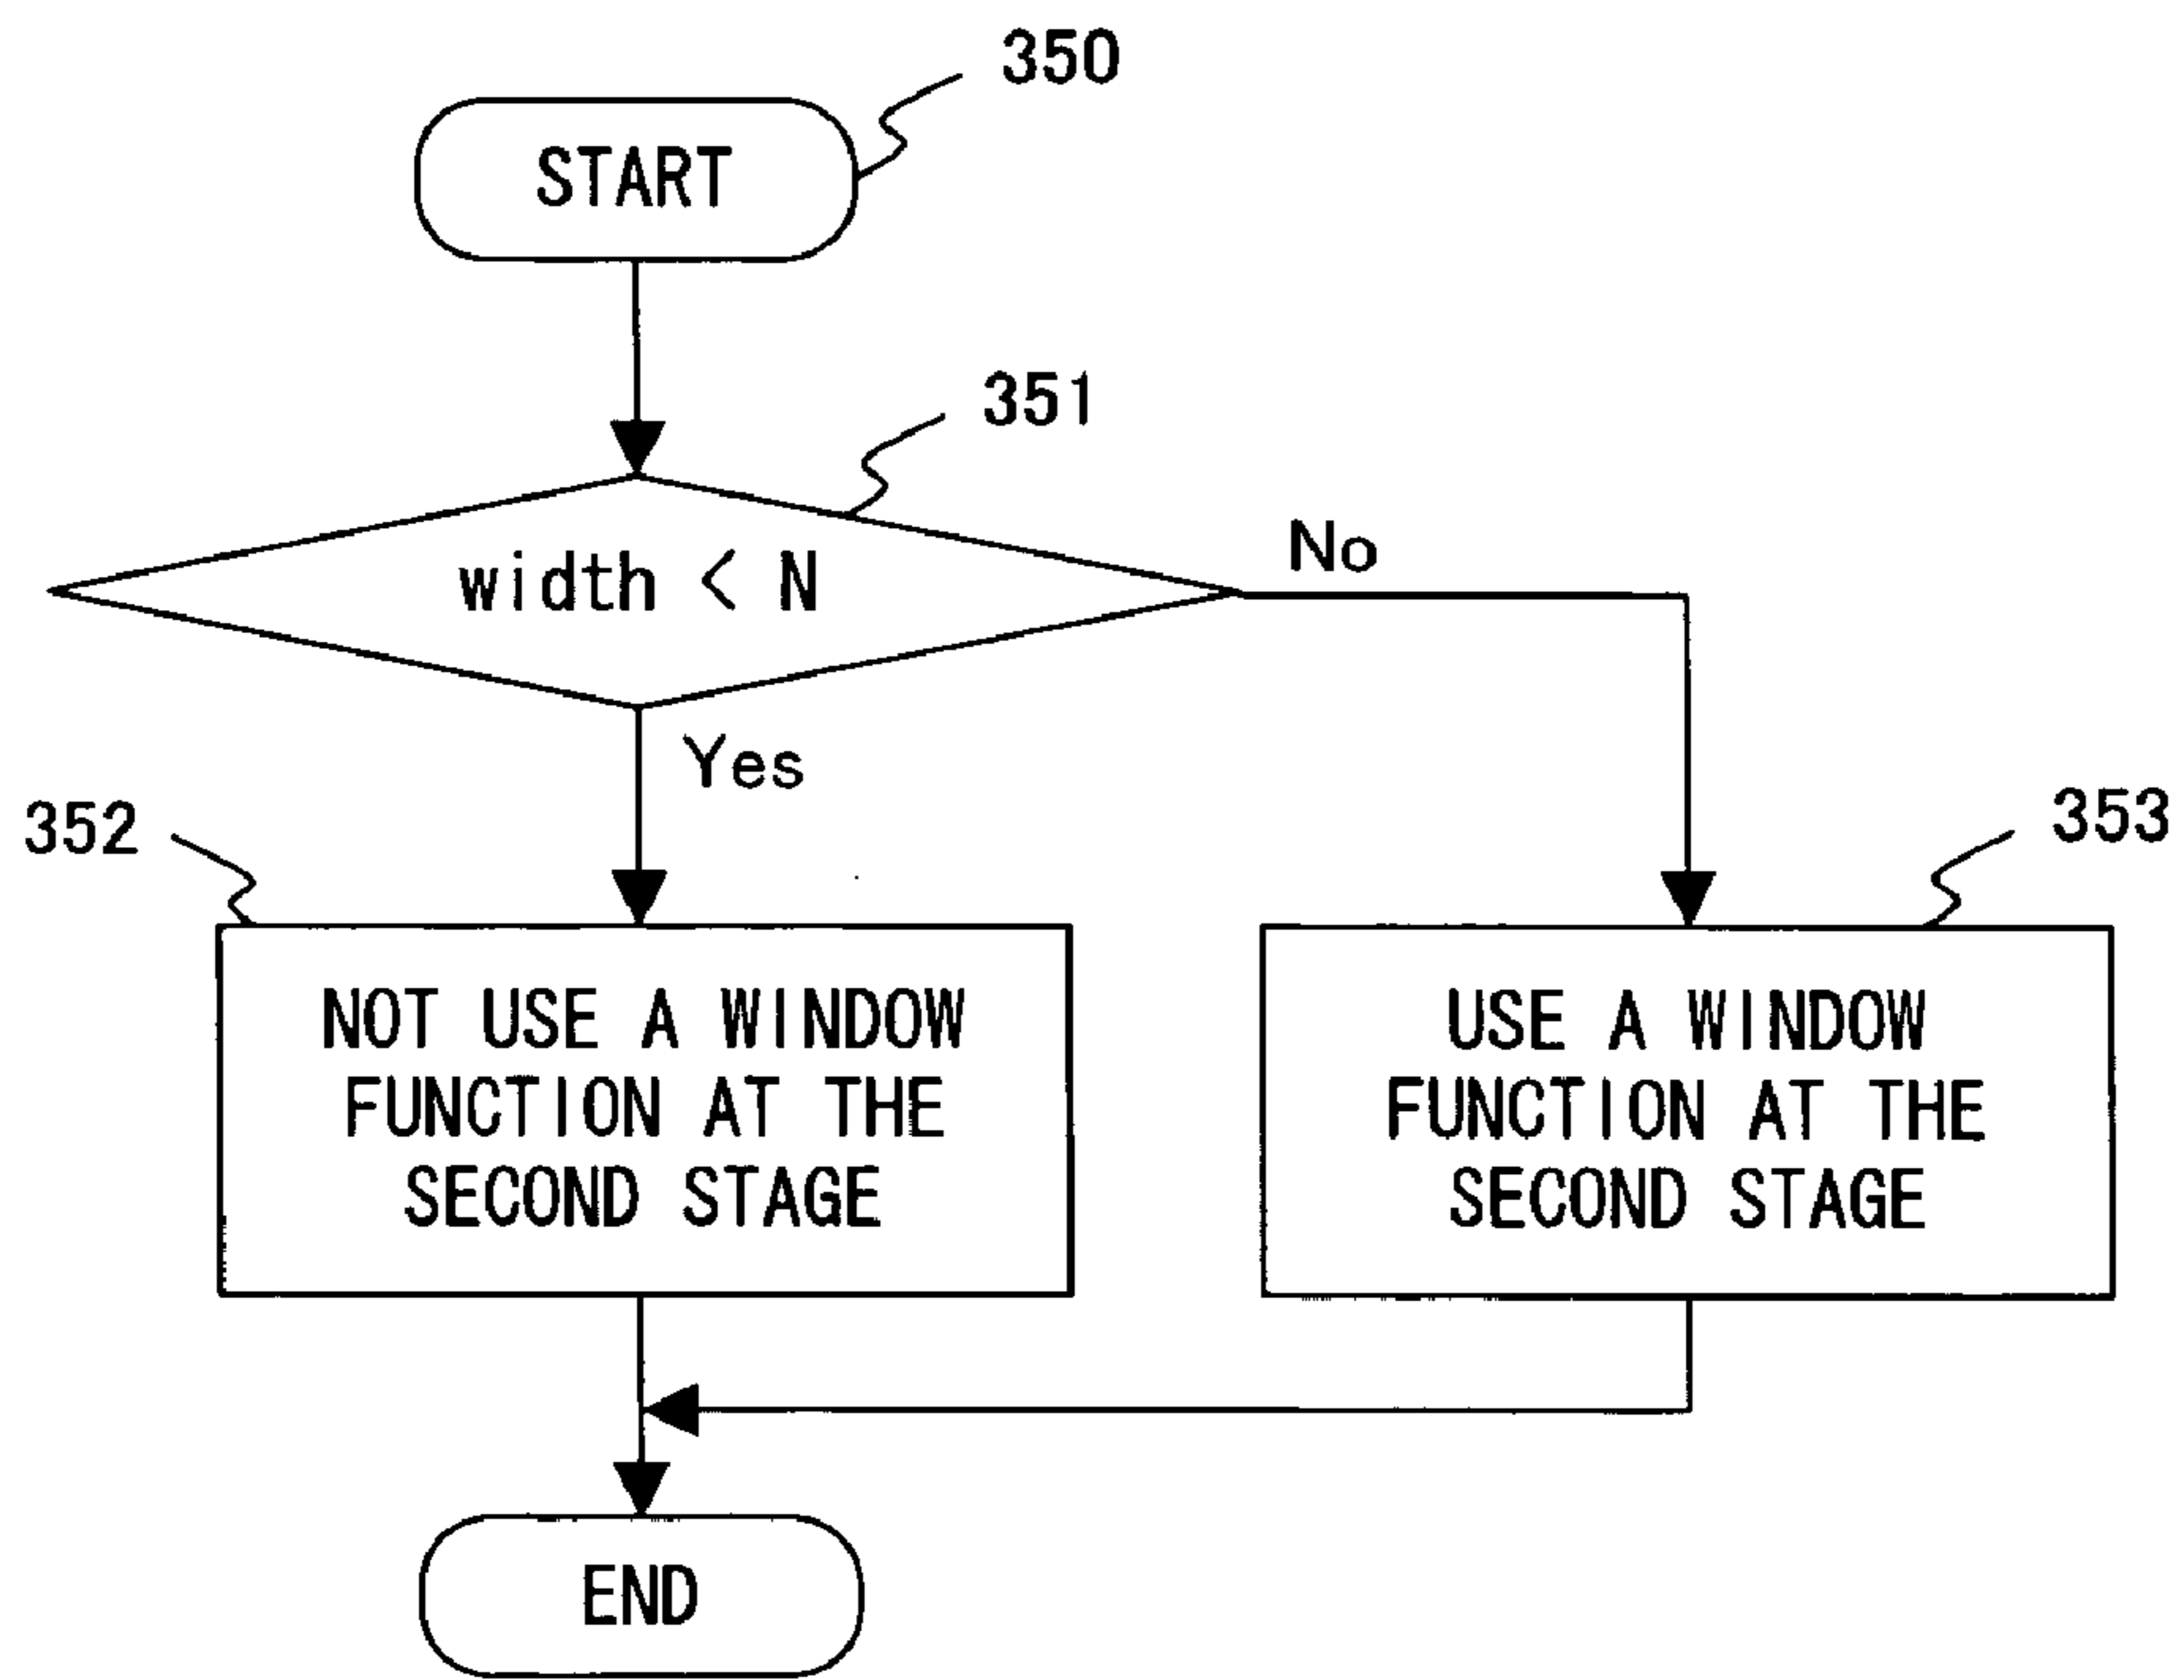 350
START
351
width < N
No
Yes
352
353
NOT USE A WINDOW
FUNCTION AT THE
SECOND STAGE
USE A WINDOW
FUNCTION AT THE
SECOND STAGE
END